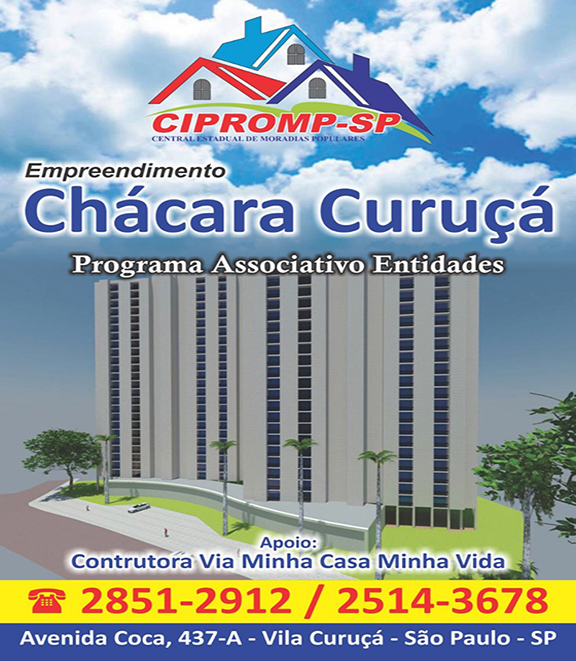 CIPROMP-SP
CENTRAL ESTADUAL DE MORADIAS POPULARES
Empreendimento
Chácara Curuçá
Programa Associativo Entidades
Apoio:
Contrutora Via Minha Casa Minha Vida
☎ 2851-2912 / 2514-3678
Avenida Coca, 437-A - Vila Curuçá - São Paulo - SP